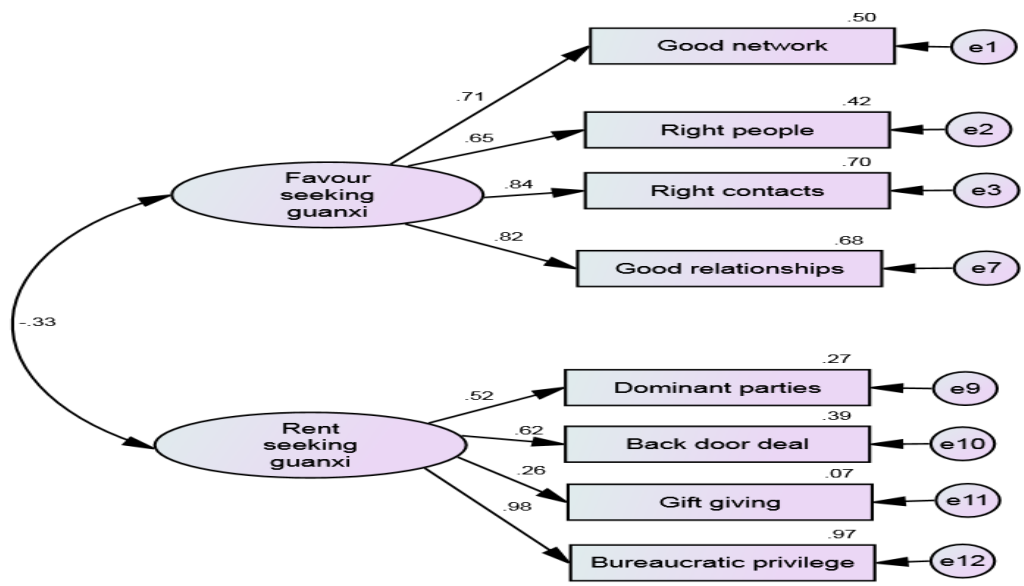 .50
Good network
e1
.71
.42
Right people
e2
.65
.70
Right contacts
e3
.84
Favour
seeking
guanxi
.82
.68
Good relationships
e7
-.33
.27
Dominant parties
e9
.52
.39
Back door deal
e10
.62
Rent
seeking
guanxi
.26
.07
Gift giving
e11
.98
.97
Bureaucratic privilege
e12